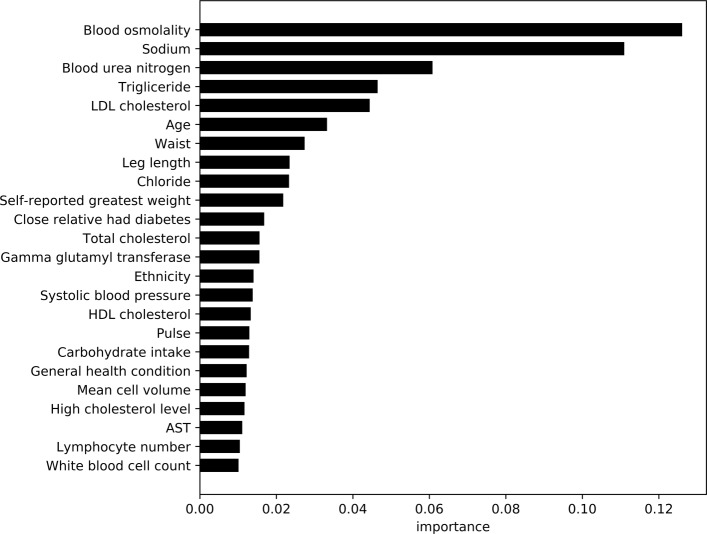 Blood osmolality
Sodium
Blood urea nitrogen
Trigliceride
LDL cholesterol
Age
Waist
Leg length
Chloride
Self-reported greatest weight
Close relative had diabetes
Total cholesterol
Gamma glutamyl transferase
Ethnicity
Systolic blood pressure
HDL cholesterol
Pulse
Carbohydrate intake
General health condition
Mean cell volume
High cholesterol level
AST
Lymphocyte number
White blood cell count
0.00 0.02 0.04 0.06 0.08 0.10 0.12
importance